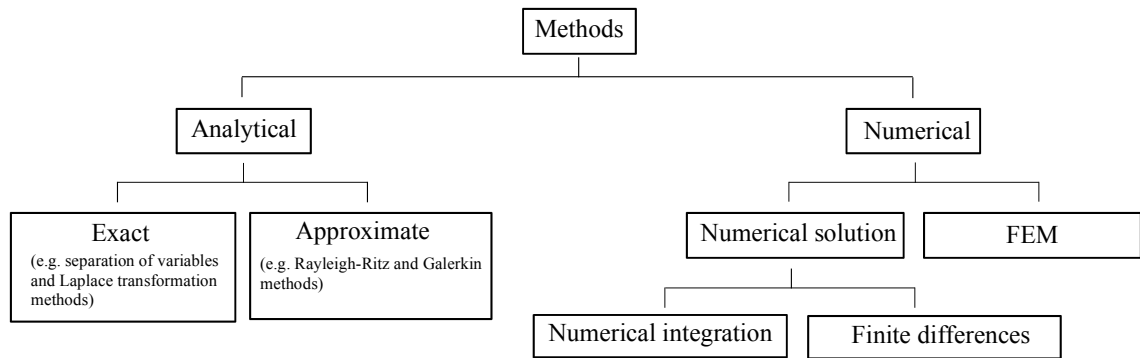 Methods
Analytical
Numerical
Exact
(e.g. separation of variables
and Laplace transformation
methods)
Approximate
(e.g. Rayleigh-Ritz and Galerkin
methods)
Numerical solution
FEM
Numerical integration
Finite differences